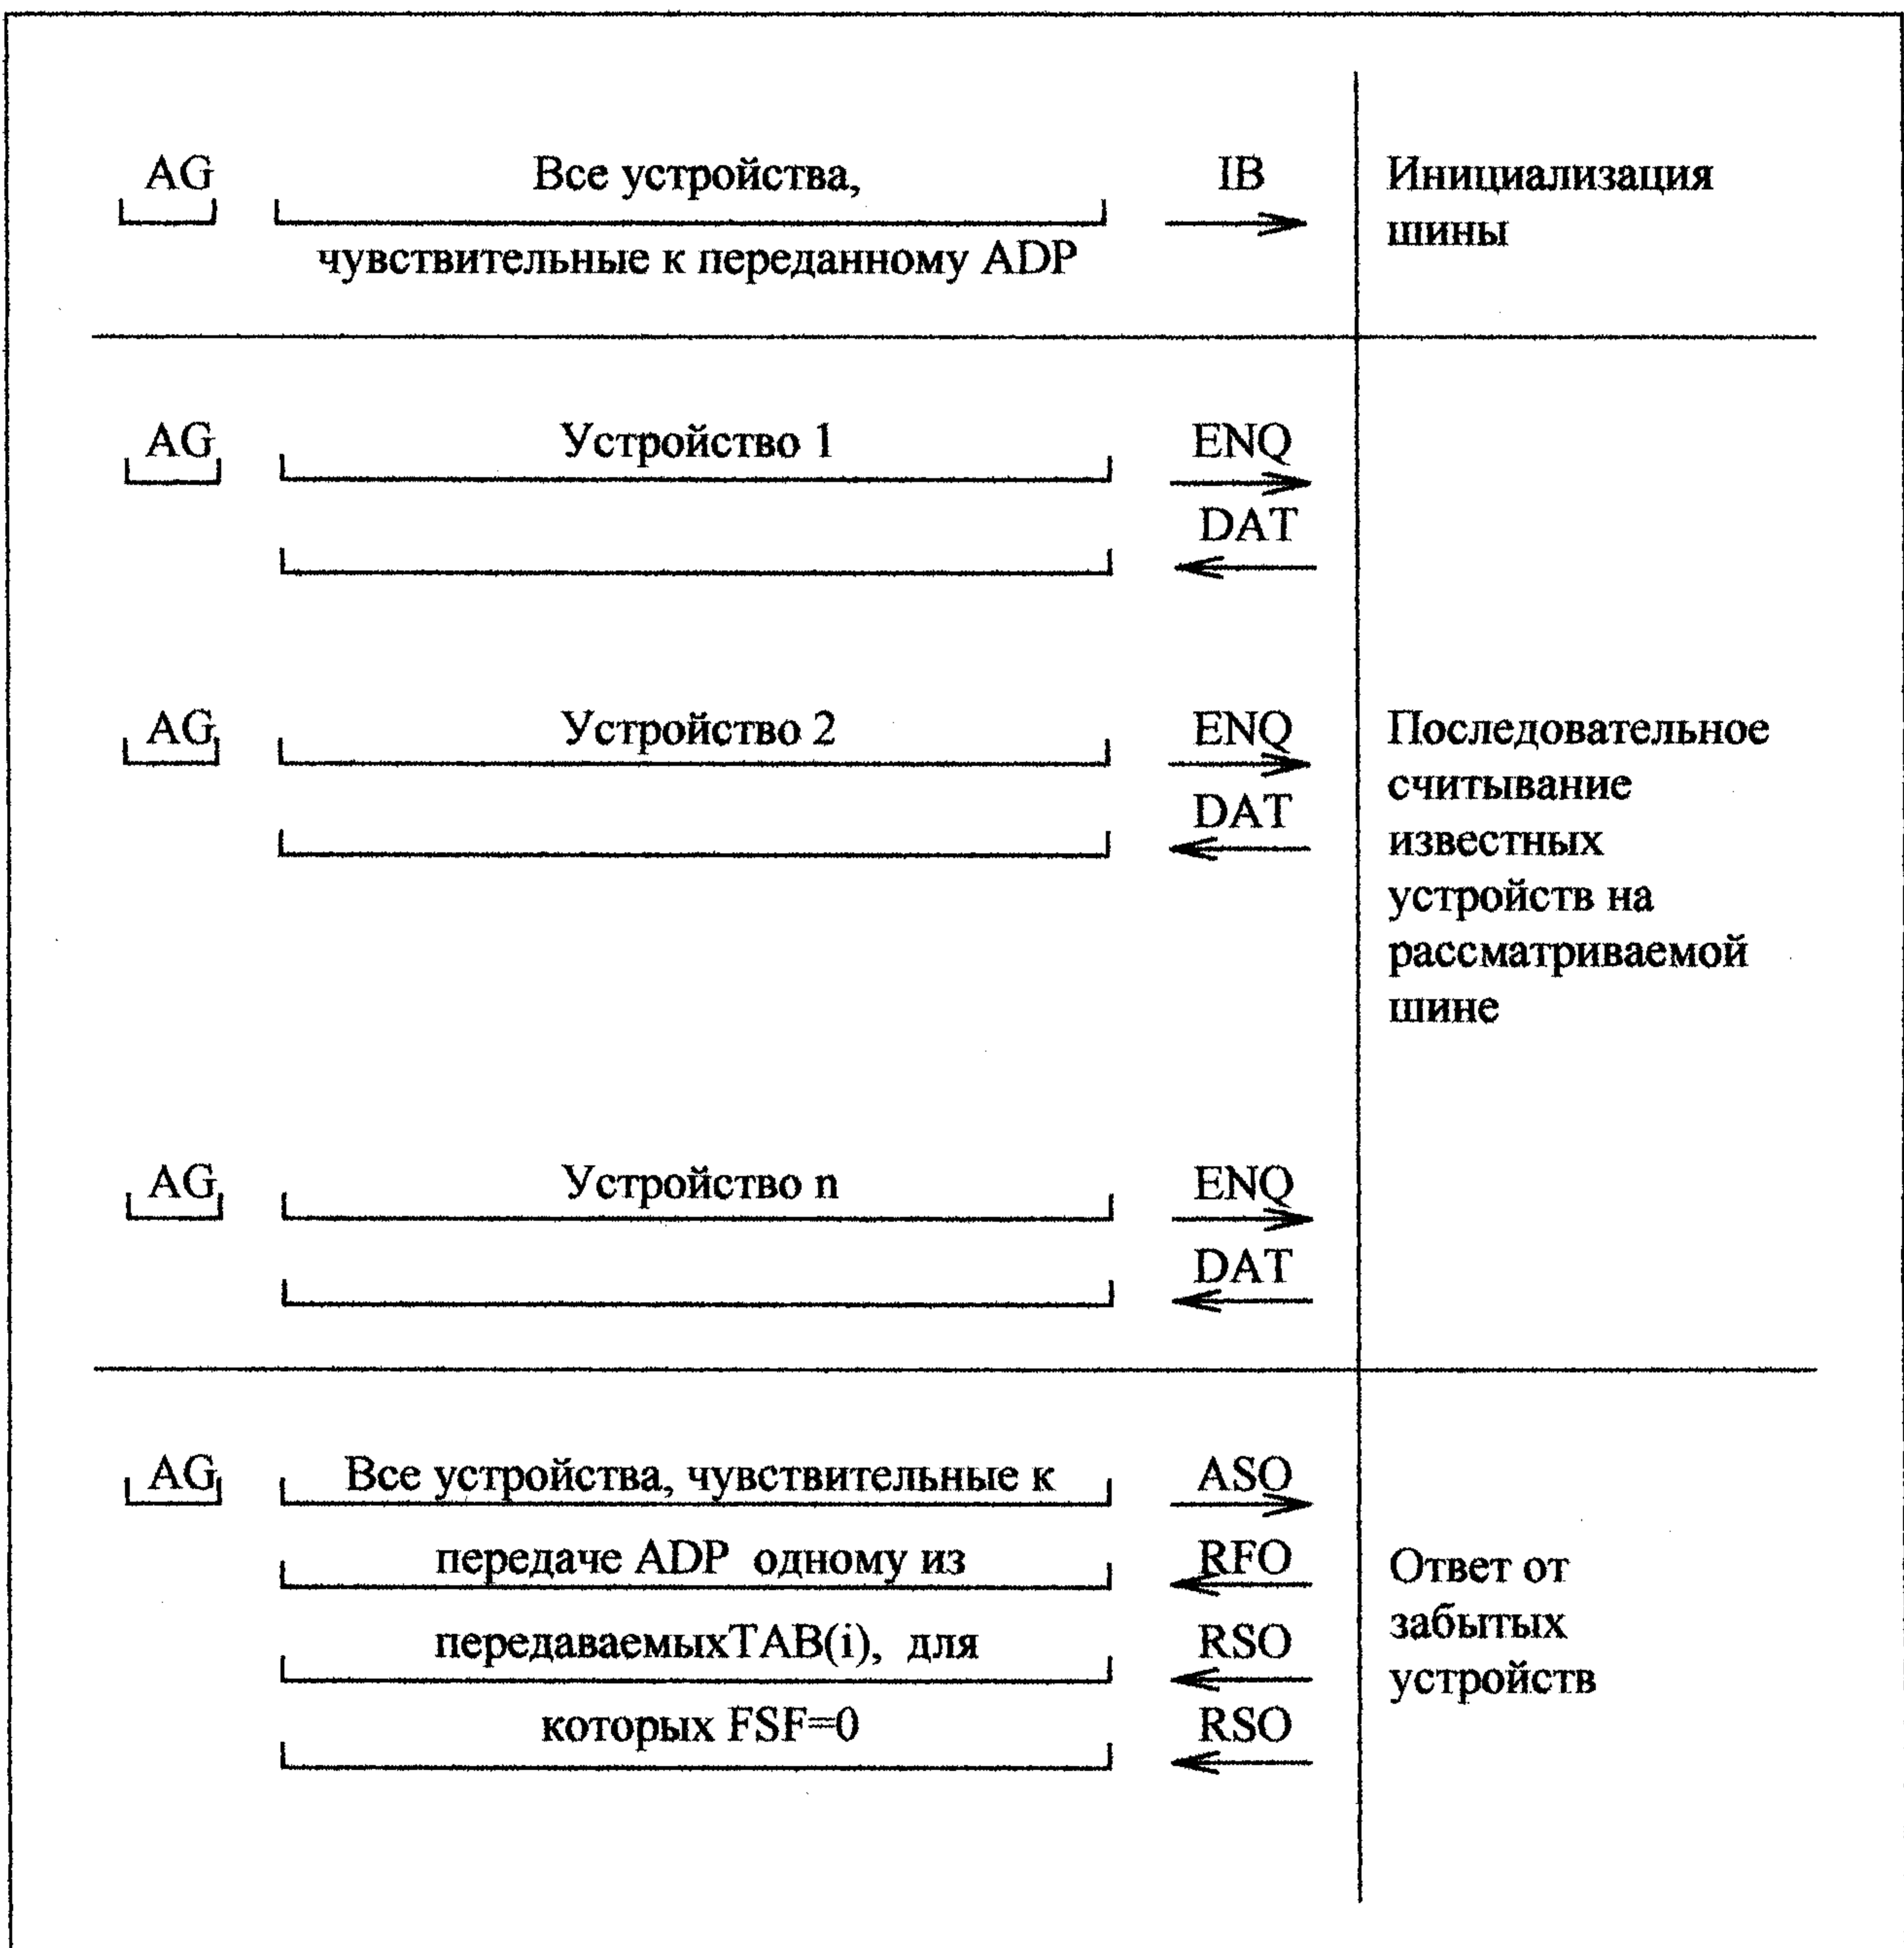 AG Все устройства, IB Инициализация
чувствительные к переданному ADP шины
AG Устройство 1 ENQ
DAT
AG Устройство 2 ENQ Последовательное
считывание
DAT
известных
устройств на
рассматриваемой
шине
AG Устройство n ENQ
DAT
AG Все устройства, чувствительные к ASO
передаче ADP одному из RFO Ответ от
забытых
передаваемыхTAB(i), для RSO
устройств
которых FSF=0 RSO